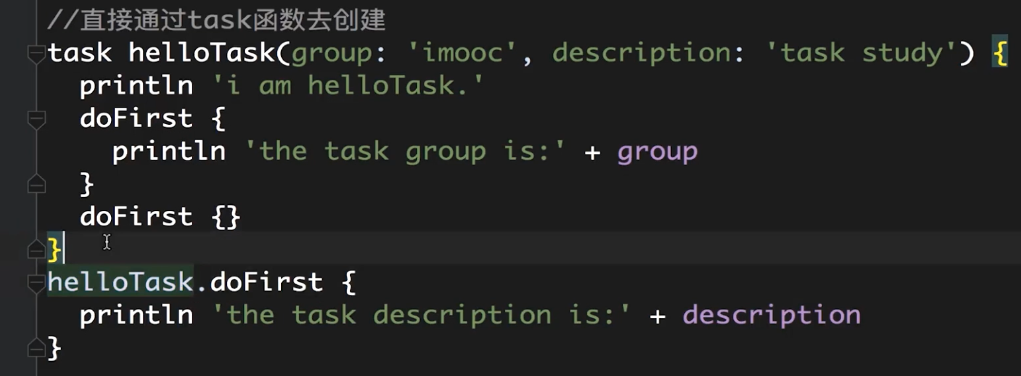 //直接通过task函数去创建
task helloTask(group: 'imooc', description: 'task study') {
println 'i am helloTask.'
doFirst {
println 'the task group is:' + group
}
doFirst {}
}
helloTask.doFirst {
println 'the task description is:' + description
}